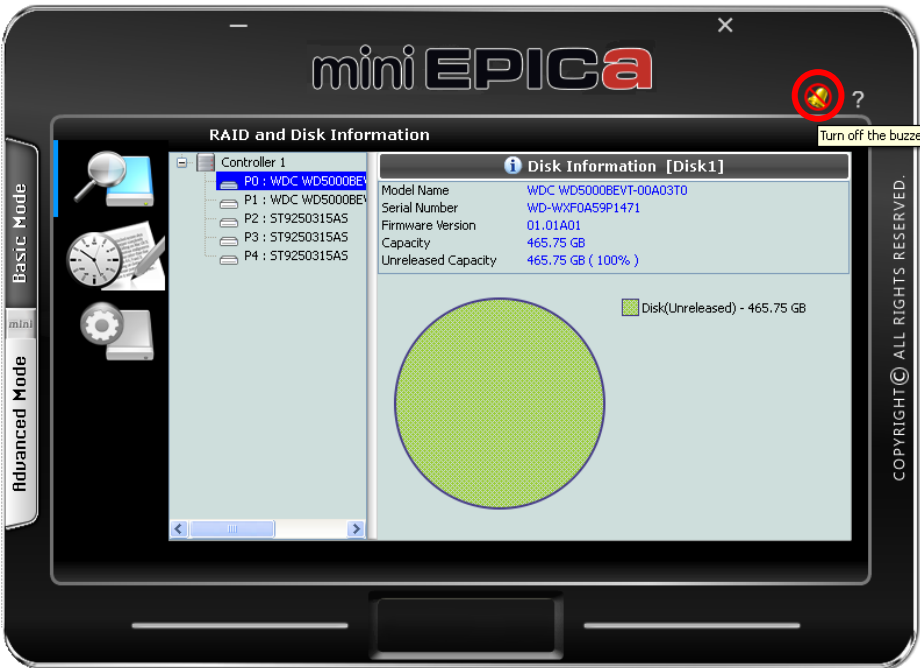 mini EPICa
?
Turn off the buzze
RAID and Disk Information
Basic Mode
mini
Advanced Mode
Controller 1
P0 : WDC WD5000BEV
P1 : WDC WD5000BEV
P2 : ST9250315AS
P3 : ST9250315AS
P4 : ST9250315AS
Disk Information [Disk1]
Model Name WDC WD5000BEVT-00A03T0
Serial Number WD-WXF0A59P1471
Firmware Version 01.01A01
Capacity 465.75 GB
Unreleased Capacity 465.75 GB ( 100% )
Disk(Unreleased) - 465.75 GB
COPYRIGHT© ALL RIGHTS RESERVED.